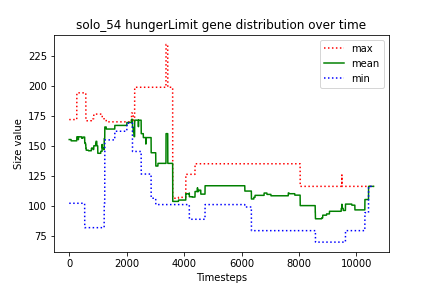 solo_54 hungerLimit gene distribution over time
max
mean
min
Size value
225
200
175
150
125
100
75
0
2000
4000
6000
8000
10000
Timesteps